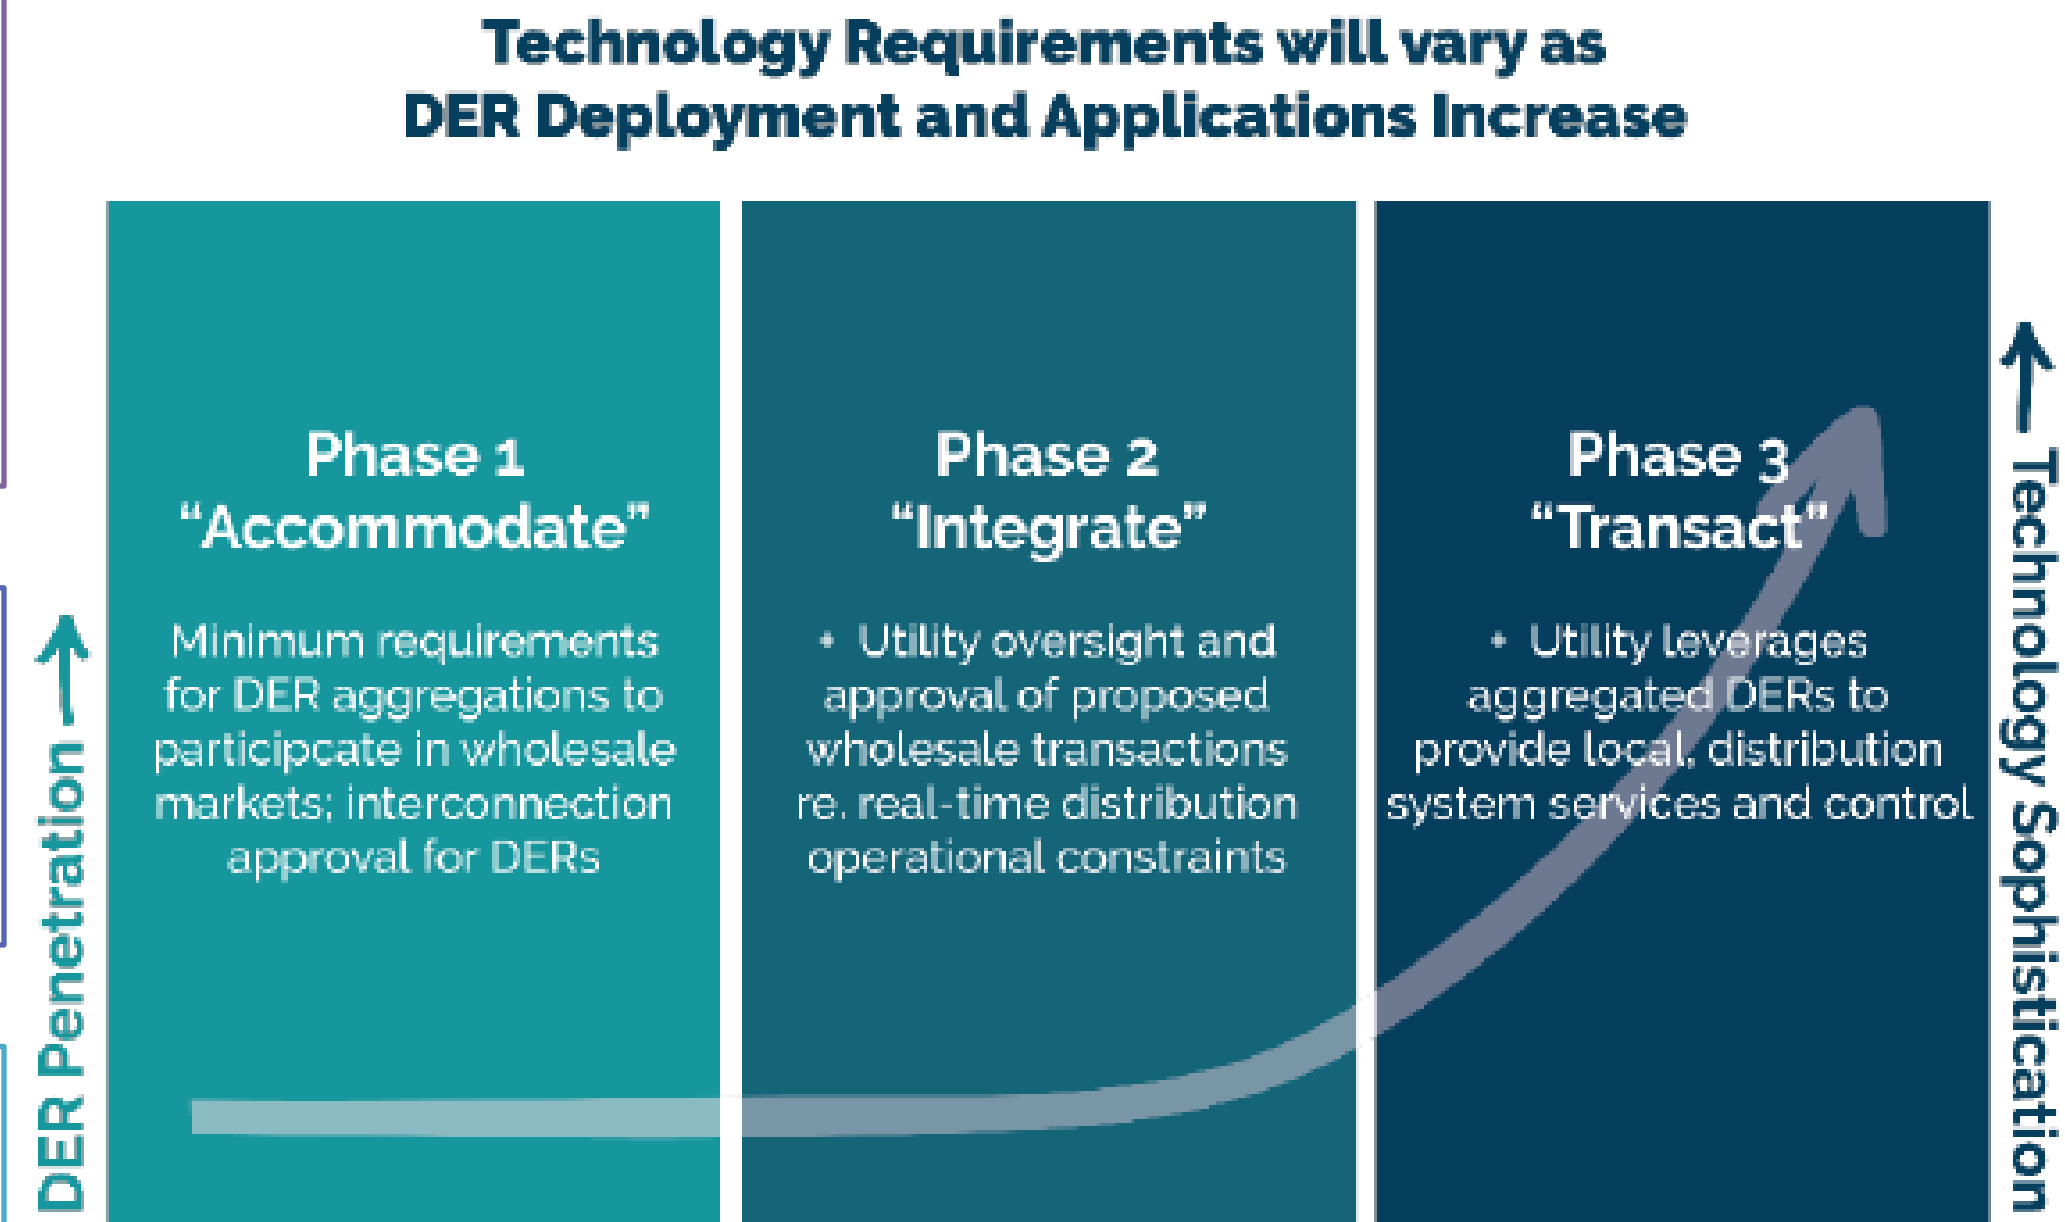 Technology Requirements will vary as
DER Deployment and Applications Increase
DER Penetration
Phase 1
“Accommodate”
Minimum requirements
for DER aggregations to
participcate in wholesale
markets; interconnection
approval for DERs
Phase 2
“Integrate”
• Utility oversight and
approval of proposed
wholesale transactions
re. real-time distribution
operational constraints
Phase 3
“Transact”
• Utility leverages
aggregated DERs to
provide local, distribution
system services and control
Technology Sophistication